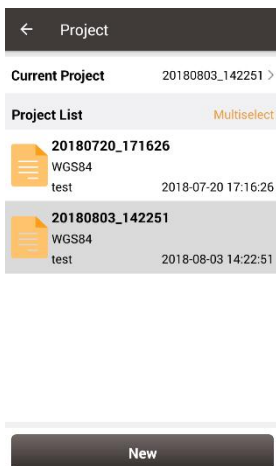 Project
Current Project 20180803_142251 >
Project List Multiselect
20180720_171626
WGS84
test 2018-07-20 17:16:26
20180803_142251
WGS84
test 2018-08-03 14:22:51
New